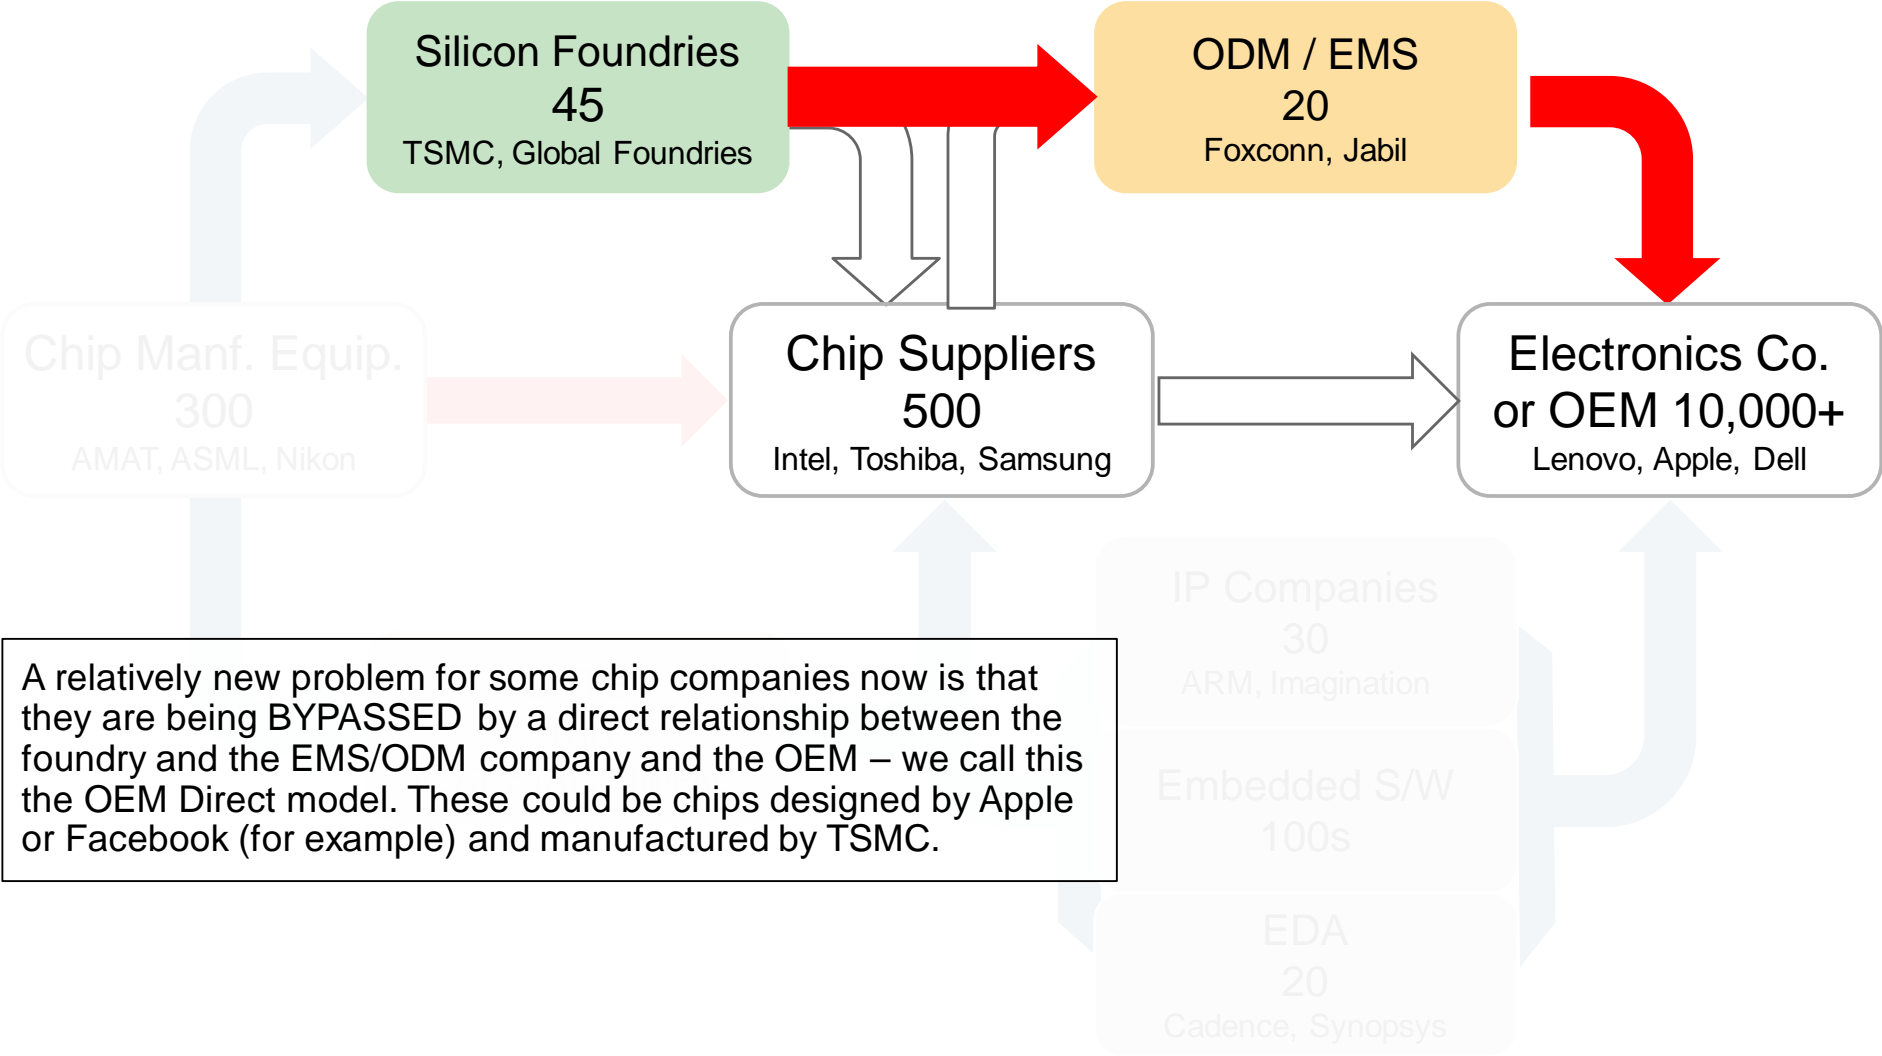 Silicon Foundries
45
TSMC, Global Foundries
ODM / EMS
20
Foxconn, Jabil
Chip Manf. Equip.
300
AMAT, ASML, Nikon
Chip Suppliers
500
Intel, Toshiba, Samsung
Electronics Co.
or OEM 10,000+
Lenovo, Apple, Dell
IP Companies
30
ARM, Imagination
Embedded S/W
100s
EDA
20
Cadence, Synopsys
A relatively new problem for some chip companies now is that
they are being BYPASSED by a direct relationship between the
foundry and the EMS/ODM company and the OEM – we call this
the OEM Direct model. These could be chips designed by Apple
or Facebook (for example) and manufactured by TSMC.